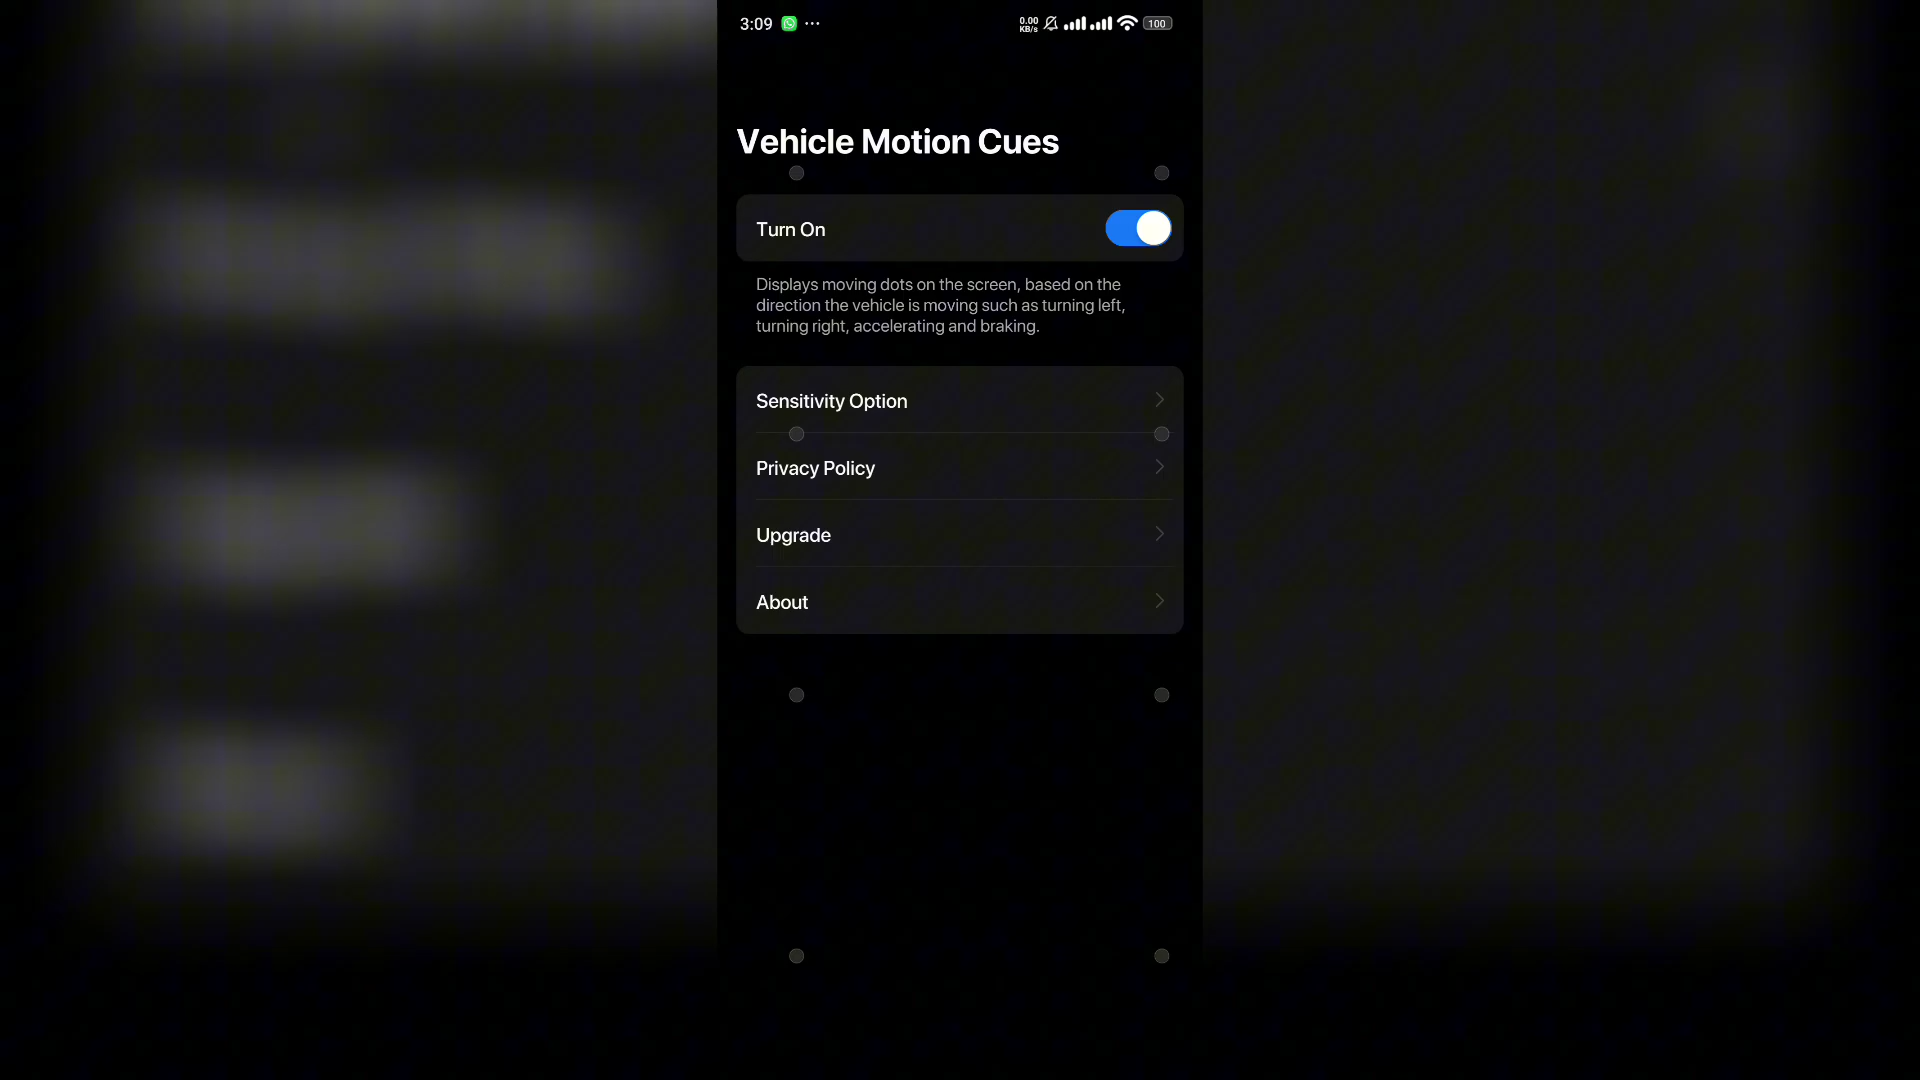 3:09 ... 0.00 KB/s 100
Vehicle Motion Cues
Turn On
Displays moving dots on the screen, based on the
direction the vehicle is moving such as turning left,
turning right, accelerating and braking.
Sensitivity Option
Privacy Policy
Upgrade
About